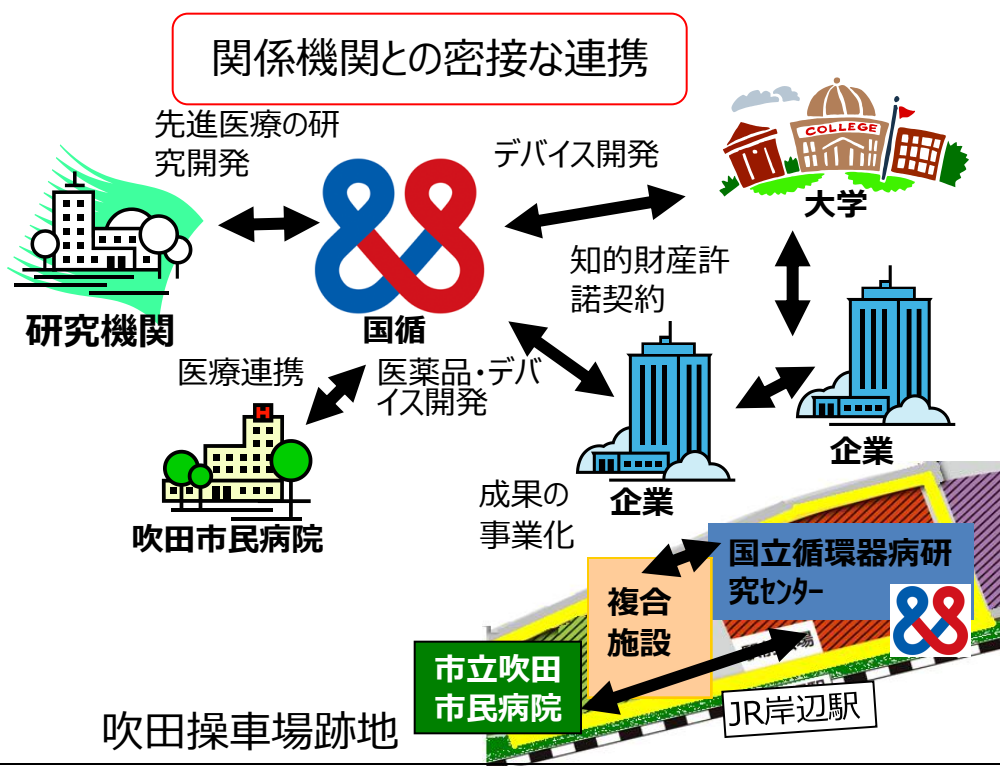 関係機関との密接な連携
先進医療の研
究開発
デバイス開発
COLLEGE
大学
知的財産許
諾契約
研究機関
国循
医療連携
医薬品・デバ
イス開発
H
企業
企業
吹田市民病院
成果の
事業化
国立循環器病研
究センター
複合
施設
市立吹田
市民病院
JR岸辺駅
吹田操車場跡地